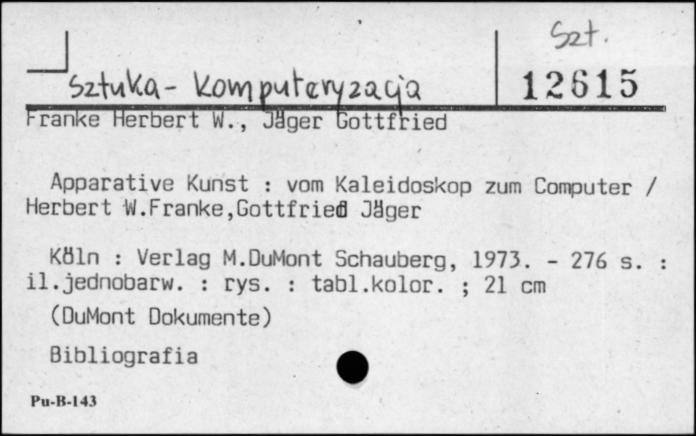 Szt.
Sztuka - Komputeryzacja
12615
Franke Herbert W., Jäger Gottfried
Apparative Kunst : vom Kaleidoskop zum Computer /
Herbert W.Franke,Gottfried Jäger
Köln : Verlag M.DuMont Schauberg, 1973. - 276 s. :
il.jednobarw. : rys. : tabl.kolor. ; 21 cm
(DuMont Dokumente)
Bibliografia
Pu-B-143